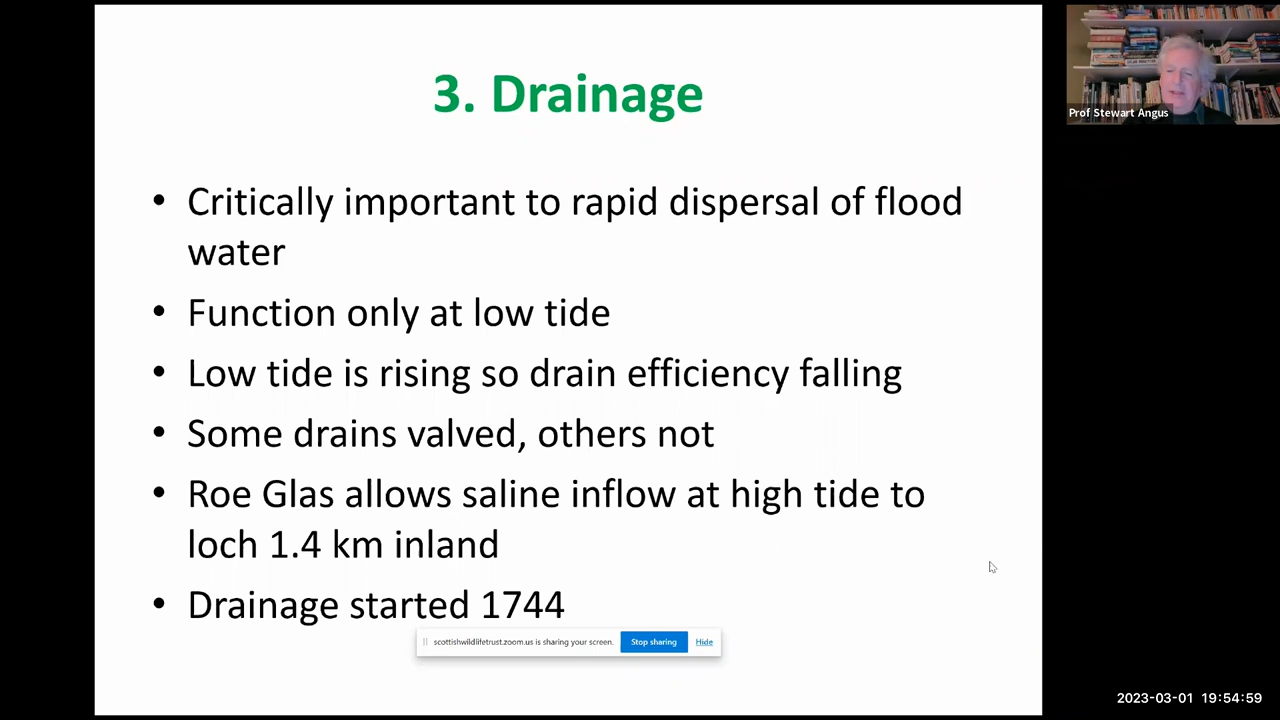 3. Drainage
• Critically important to rapid dispersal of flood
water
• Function only at low tide
• Low tide is rising so drain efficiency falling
• Some drains valved, others not
• Roe Glas allows saline inflow at high tide to
loch 1.4 km inland
• Drainage started 1744
scottishwildlifetrust.zoom.us is sharing your screen. Stop sharing Hide
Prof Stewart Angus
2023-03-01 19:54:59